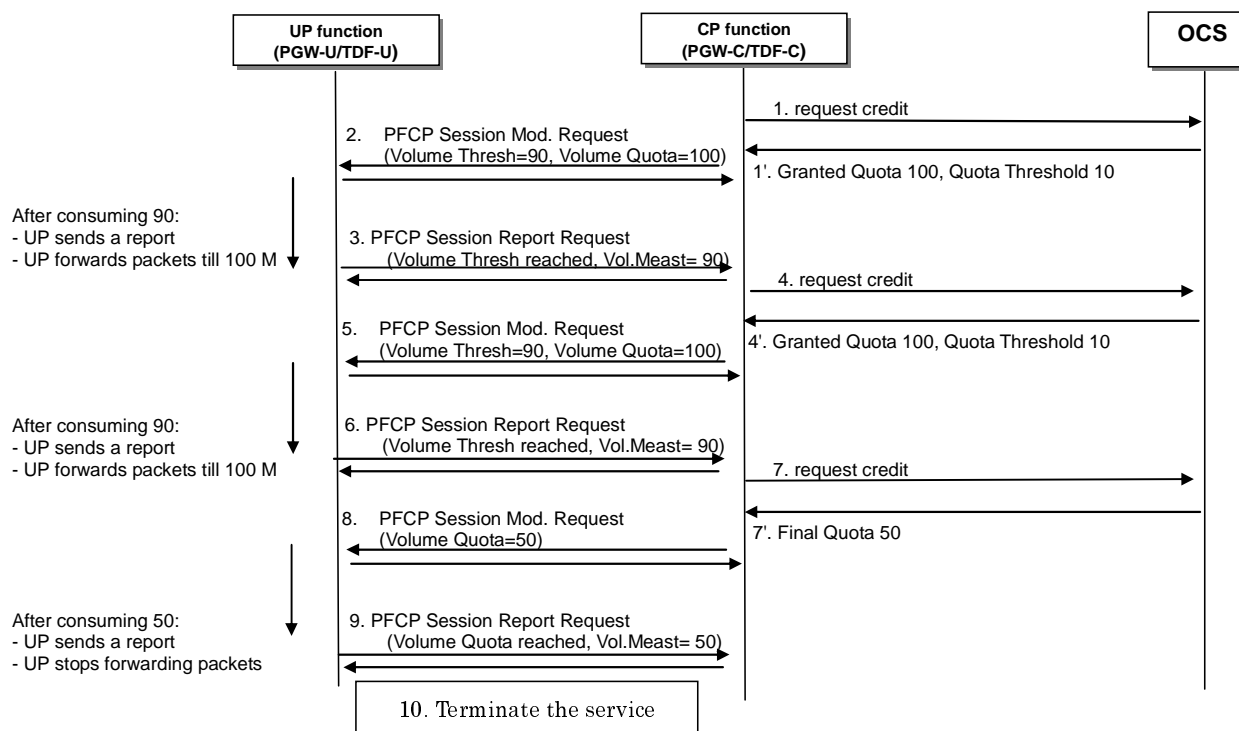 UP function
(PGW-U/TDF-U)
CP function
(PGW-C/TDF-C)
OCS
1. request credit
2. PFCP Session Mod. Request
(Volume Thresh=90, Volume Quota=100)
1'. Granted Quota 100, Quota Threshold 10
After consuming 90:
- UP sends a report
- UP forwards packets till 100 M
3. PFCP Session Report Request
(Volume Thresh reached, Vol.Meast= 90)
4. request credit
5. PFCP Session Mod. Request
(Volume Thresh=90, Volume Quota=100)
4'. Granted Quota 100, Quota Threshold 10
After consuming 90:
- UP sends a report
- UP forwards packets till 100 M
6. PFCP Session Report Request
(Volume Thresh reached, Vol.Meast= 90)
7. request credit
8. PFCP Session Mod. Request
(Volume Quota=50)
7'. Final Quota 50
After consuming 50:
- UP sends a report
- UP stops forwarding packets
9. PFCP Session Report Request
(Volume Quota reached, Vol.Meast= 50)
10. Terminate the service